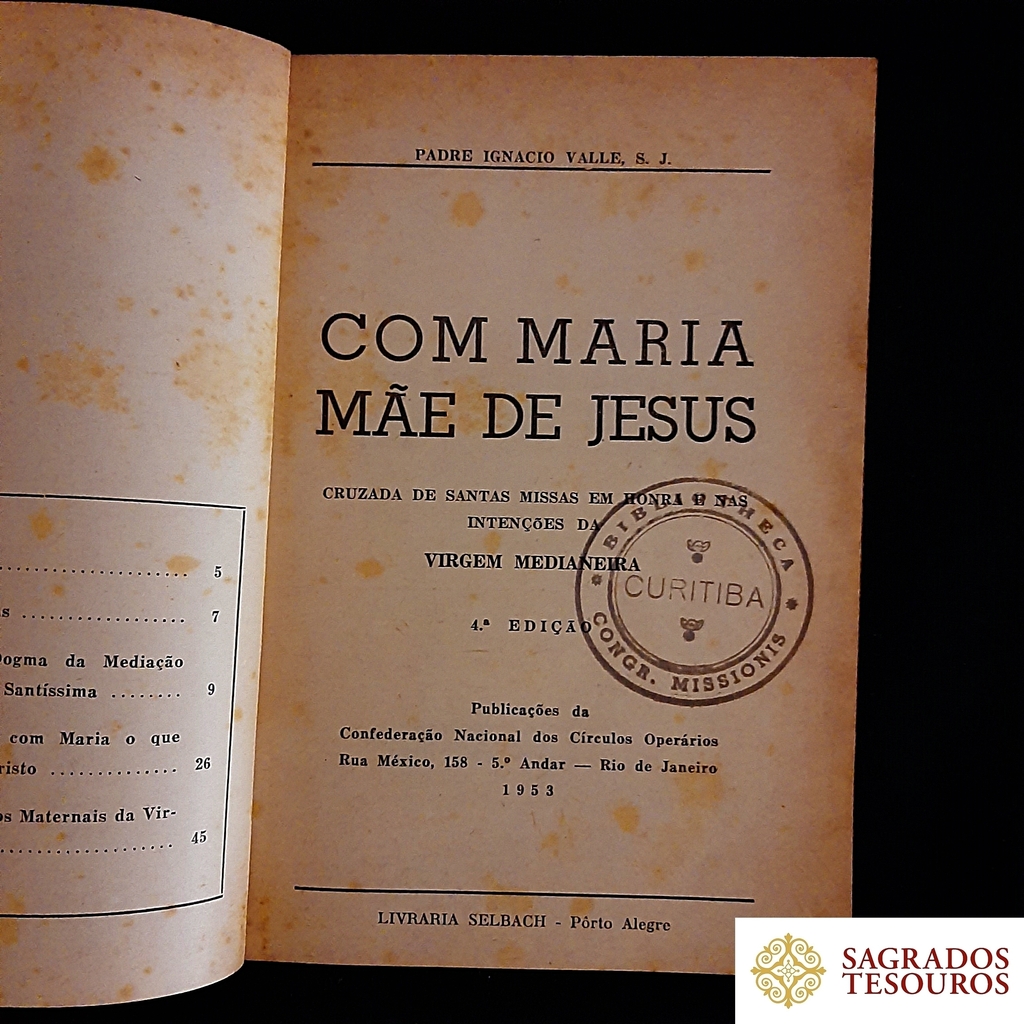 5
s .................. 7
Dogma da Mediação
Santíssima ........ 9
com Maria o que
risto .............. 26
os Maternais da Vir-
45
PADRE IGNACIO VALLE, S. J.
COM MARIA
MÃE DE JESUS
CRUZADA DE SANTAS MISSAS EM HONRA E NAS
INTENÇÕES DA
VIRGEM MEDIANEIRA
4.ª EDIÇÃO
BIBLIOTHECA
CURITIBA
CONGR. MISSIONIS
Publicações da
Confederação Nacional dos Círculos Operários
Rua México, 158 - 5.º Andar — Rio de Janeiro
1953
LIVRARIA SELBACH - Pôrto Alegre
SAGRADOS
TESOUROS